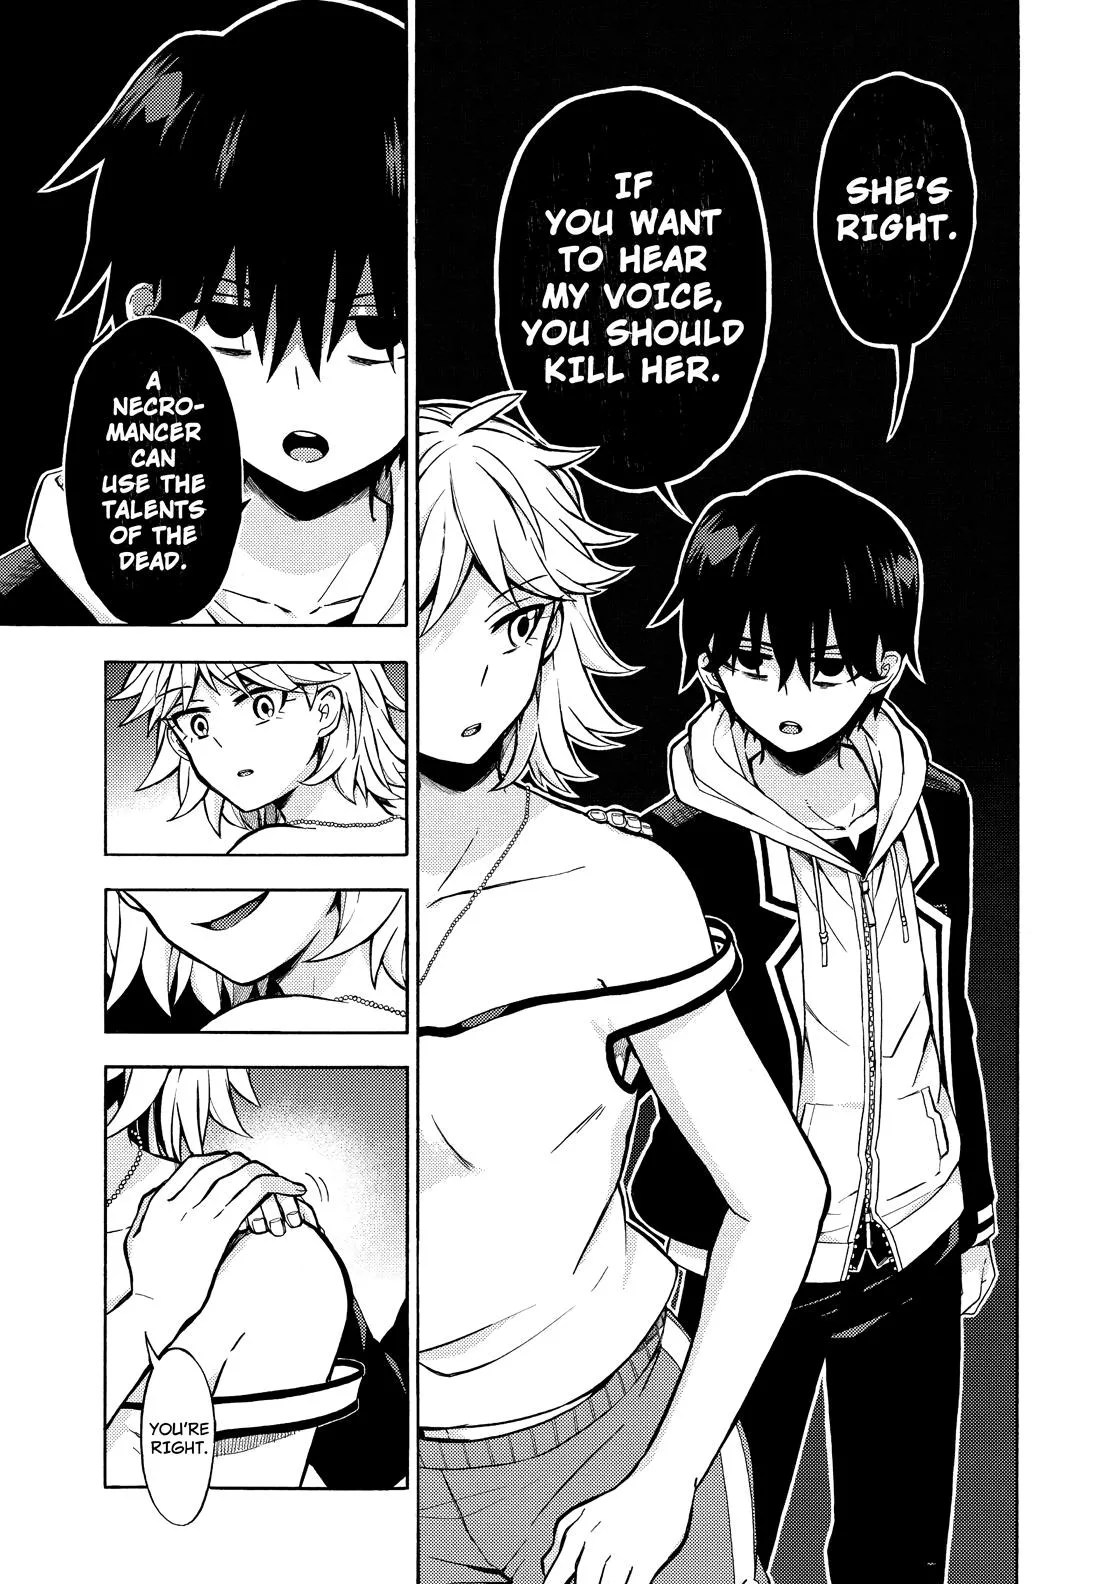 SHE'S
RIGHT.
IF
YOU WANT
TO HEAR
MY VOICE,
YOU SHOULD
KILL HER.
A
NECRO-
MANCER
CAN
USE THE
TALENTS
OF THE
DEAD.
YOU'RE
RIGHT.